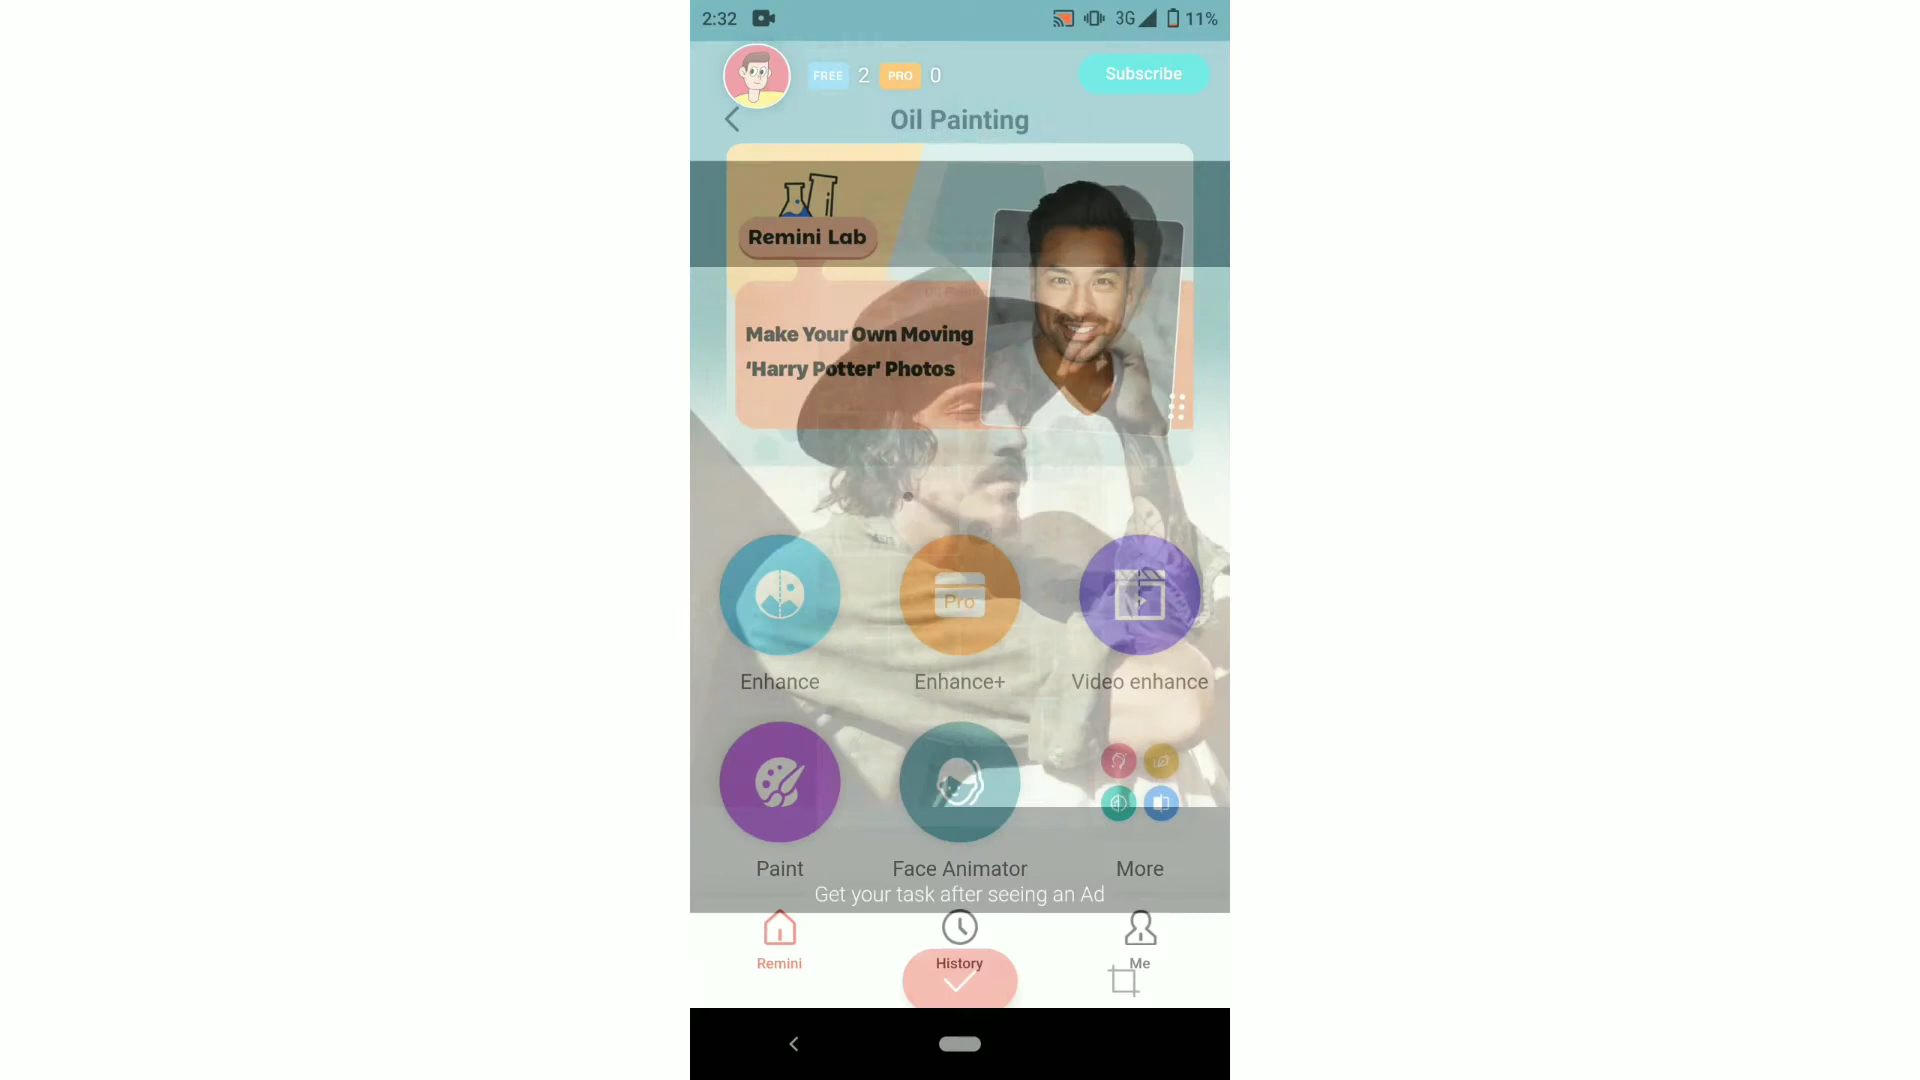 2:32
3G 11%
FREE 2 PRO 0
Subscribe
Oil Painting
Remini Lab
Make Your Own Moving
‘Harry Potter’ Photos
Pro
Enhance Enhance+ Video enhance
Paint Face Animator More
Get your task after seeing an Ad
Remini History Me